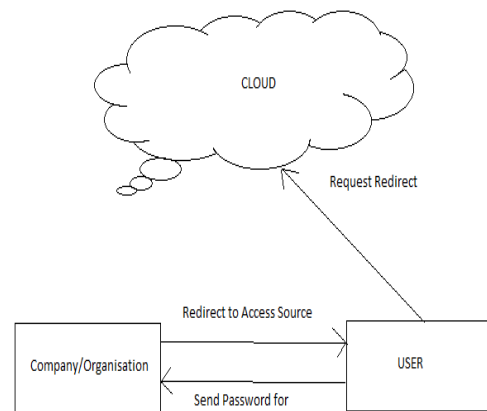 CLOUD
Request Redirect
Redirect to Access Source
Company/Organisation
USER
Send Password for